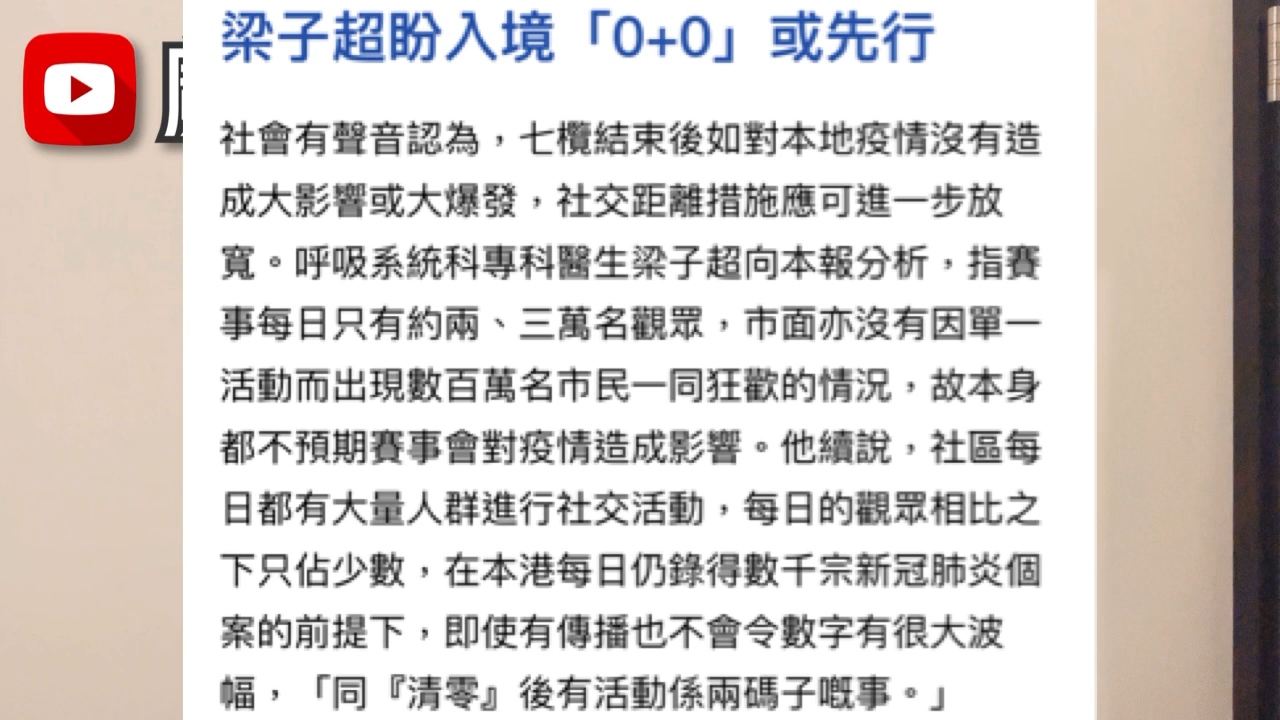 梁子超盼入境「0+0」或先行
社會有聲音認為，七欖結束後如對本地疫情沒有造
成大影響或大爆發，社交距離措施應可進一步放
寬。呼吸系統科專科醫生梁子超向本報分析，指賽
事每日只有約兩、三萬名觀眾，市面亦沒有因單一
活動而出現數百萬名市民一同狂歡的情況，故本身
都不預期賽事會對疫情造成影響。他續說，社區每
日都有大量人群進行社交活動，每日的觀眾相比之
下只佔少數，在本港每日仍錄得數千宗新冠肺炎個
案的前提下，即使有傳播也不會令數字有很大波
幅，「同『清零』後有活動係兩碼子嘅事。」